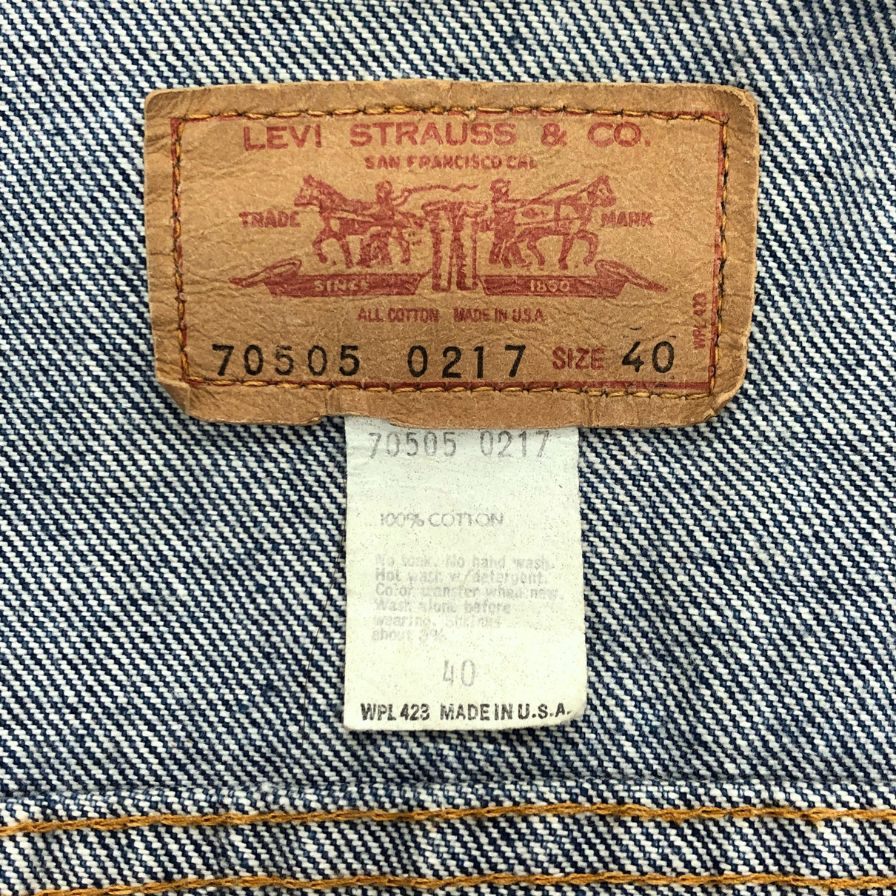 LEVI STRAUSS & CO.
SAN FRANCISCO CAL
TRADE MARK
SINCE 1860
ALL COTTON MADE IN U.S.A
WPL 423
70505 0217 SIZE 40
70505 0217
100% COTTON
No soak. No hand wash.
Hot wash w/detergent.
Color transfer when new.
Wash alone before
wearing. Shrinks
about 3%
40
WPL 423 MADE IN U.S.A.